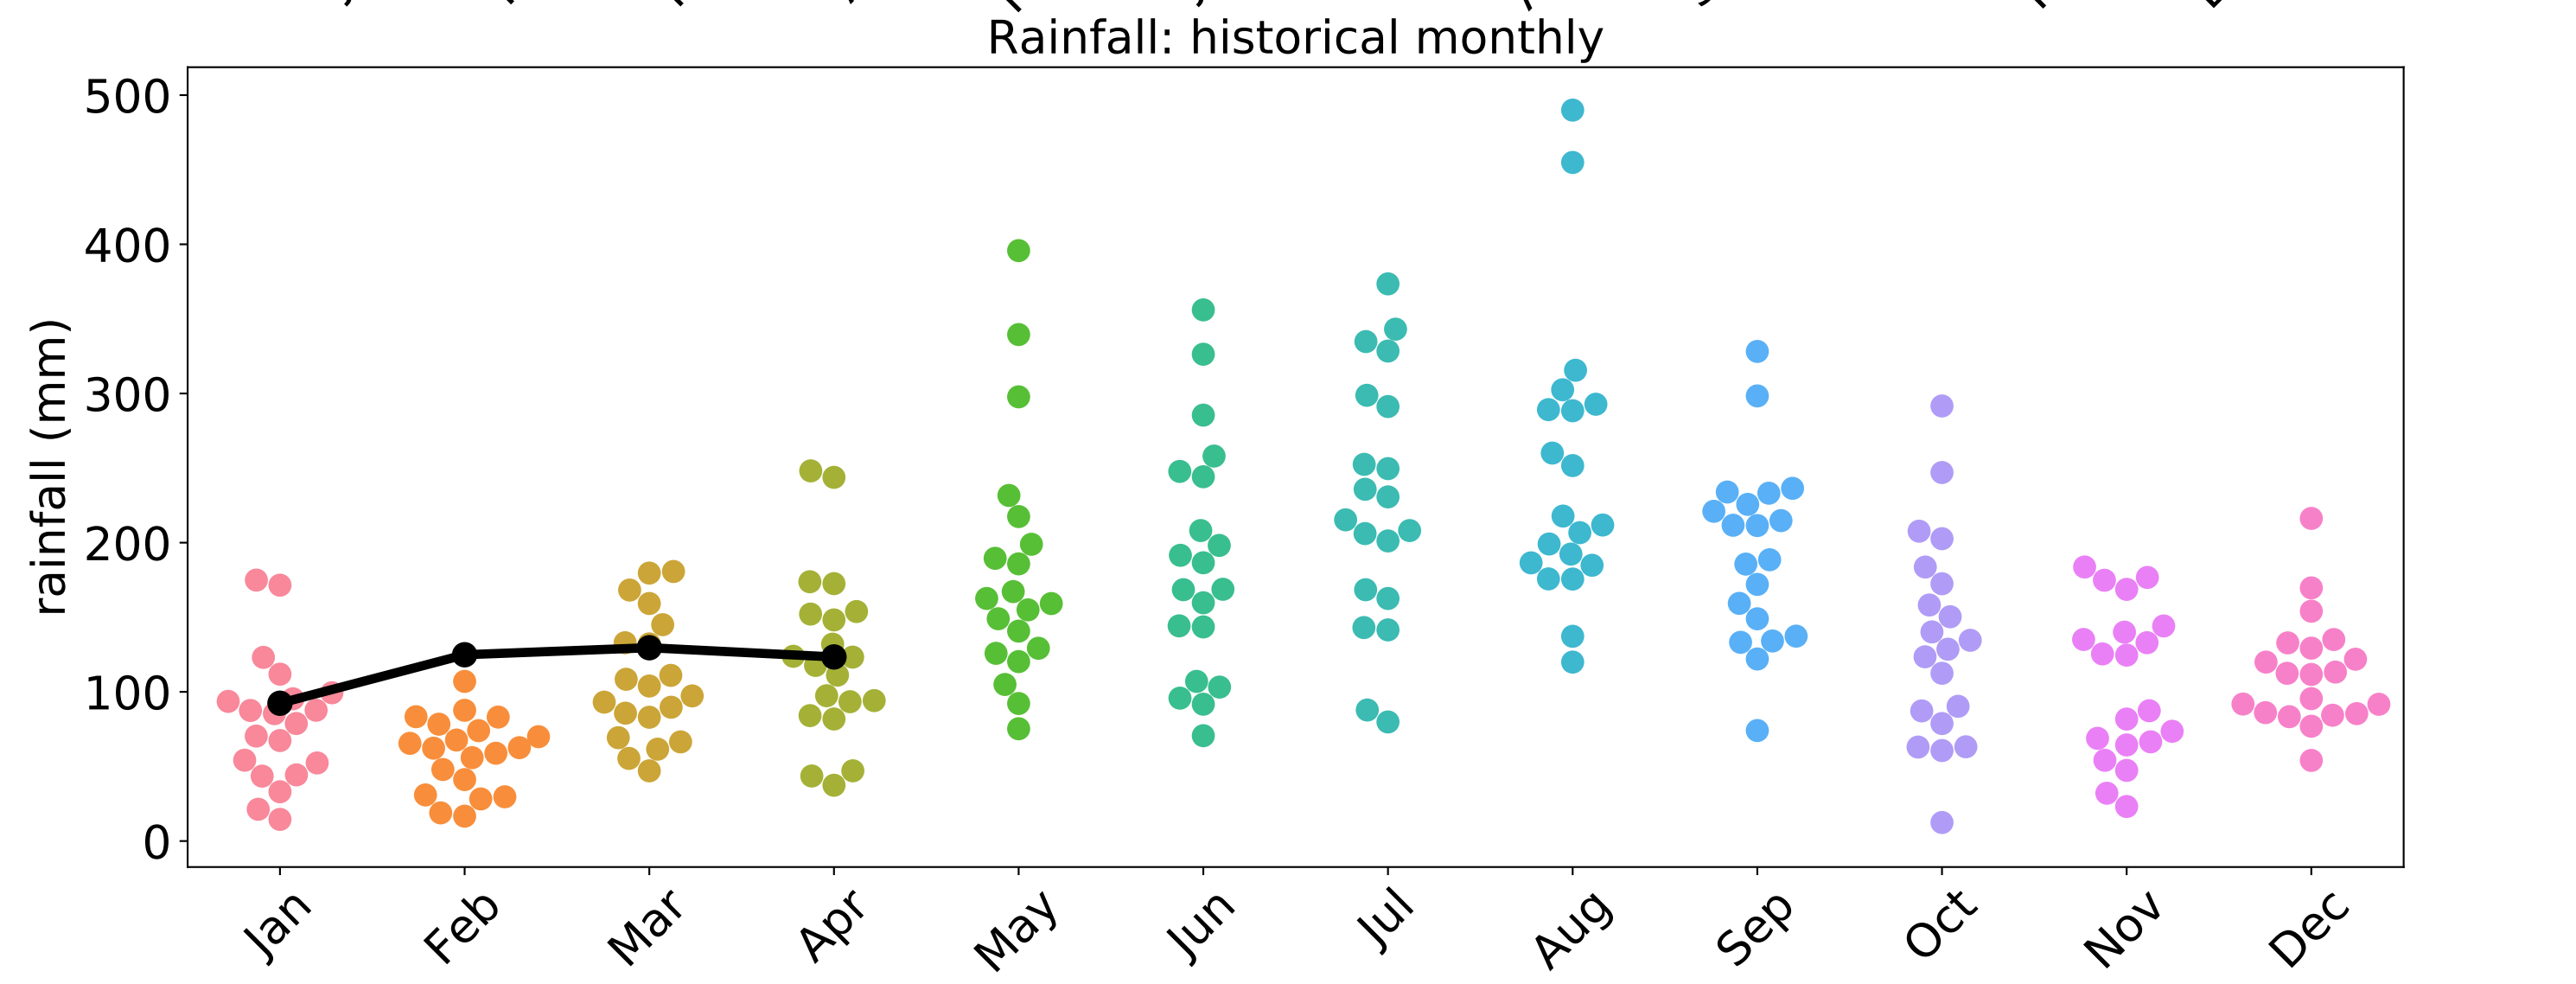 Rainfall: historical monthly
500
400
300
200
100
0
rainfall (mm)
Jan
Feb
Mar
Apr
May
Jun
Jul
Aug
Sep
Oct
Nov
Dec